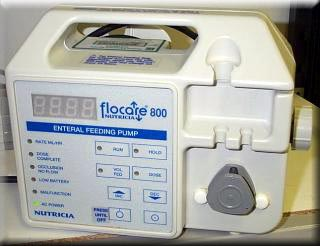 8888
flocare® 800
NUTRICIA
ENTERAL FEEDING PUMP
RATE ML/HR
RUN
HOLD
DOSE
COMPLETE
OCCLUSION
NO FLOW
VOL
FED
DOSE
LOW BATTERY
INC
DEC
MALFUNCTION
AC POWER
PRESS
UNTIL
OFF
NUTRICIA